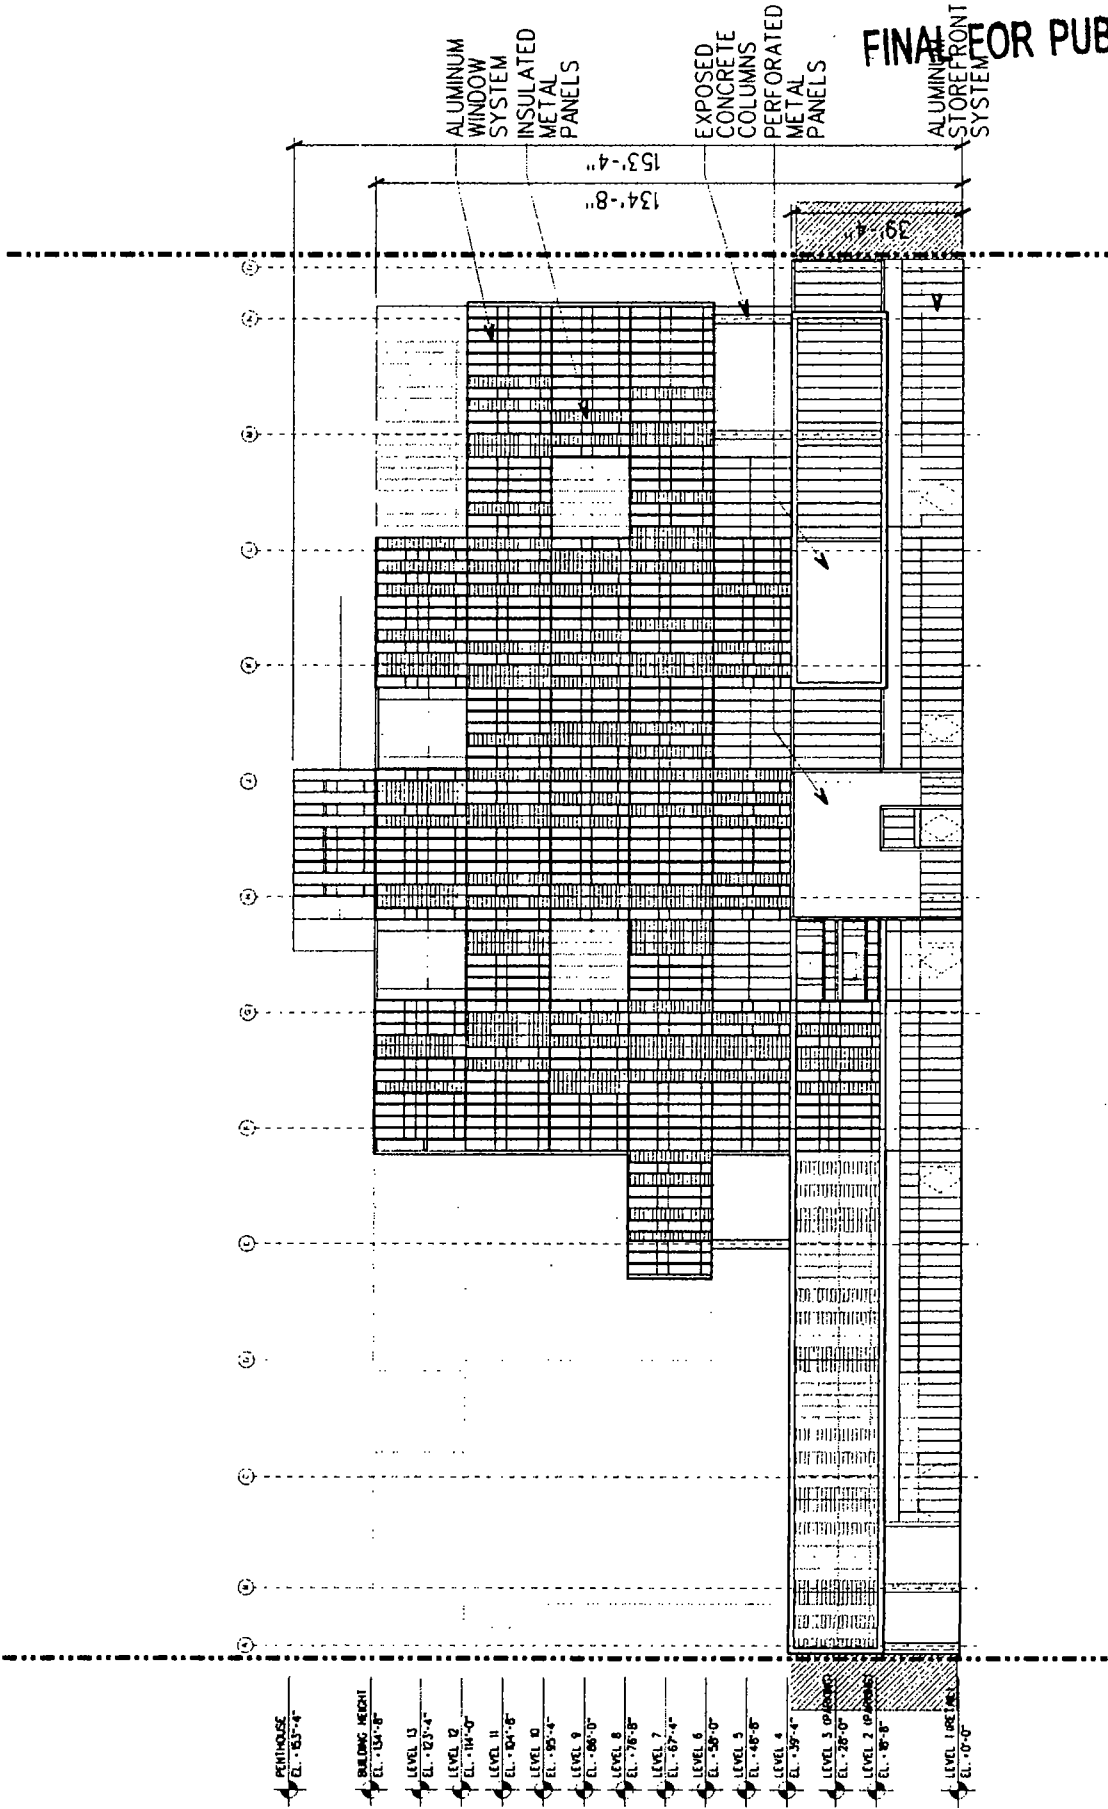 FINAL FOR PUB
ALUMINUM
WINDOW
SYSTEM
INSULATED
METAL
PANELS
EXPOSED
CONCRETE
COLUMNS
PERFORATED
METAL
PANELS
STOREFRONT
SYSTEM
153'-4"
134'-8"
39'-4"
PENTHOUSE
EL. +153'-4"
BUILDING HEIGHT
EL. +134'-8"
LEVEL 13
EL. +123'-4"
LEVEL 12
EL. +114'-0"
LEVEL 11
EL. +104'-8"
LEVEL 10
EL. +95'-4"
LEVEL 9
EL. +86'-0"
LEVEL 8
EL. +76'-8"
LEVEL 7
EL. +67'-4"
LEVEL 6
EL. +58'-0"
LEVEL 5
EL. +48'-8"
LEVEL 4
EL. +39'-4"
LEVEL 3 (PARKING)
EL. +28'-0"
LEVEL 2 (PARKING)
EL. +18'-8"
LEVEL 1 (RETAIL)
EL. +0'-0"